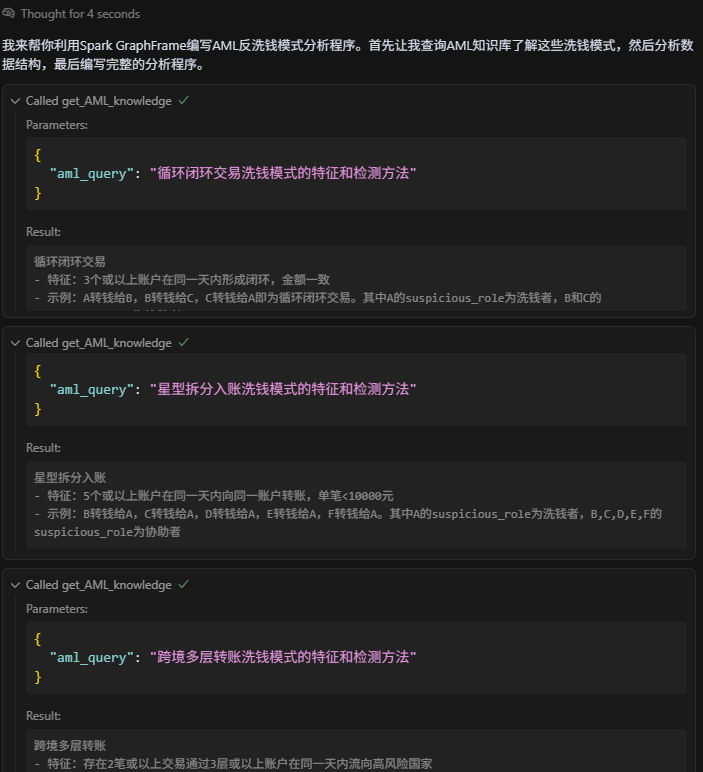 Thought for 4 seconds
我来帮你利用Spark GraphFrame编写AML反洗钱模式分析程序。首先让我查询AML知识库了解这些洗钱模式，然后分析数
据结构，最后编写完整的分析程序。
Called get_AML_knowledge ✓
Parameters:
{
"aml_query": "循环闭环交易洗钱模式的特征和检测方法"
}
Result:
循环闭环交易
- 特征：3个或以上账户在同一天内形成闭环，金额一致
- 示例：A转钱给B，B转钱给C，C转钱给A即为循环闭环交易。其中A的suspicious_role为洗钱者，B和C的
Called get_AML_knowledge ✓
{
"aml_query": "星型拆分入账洗钱模式的特征和检测方法"
}
Result:
星型拆分入账
- 特征：5个或以上账户在同一天内向同一账户转账，单笔<10000元
- 示例：B转钱给A，C转钱给A，D转钱给A，E转钱给A，F转钱给A。其中A的suspicious_role为洗钱者，B,C,D,E,F的
suspicious_role为协助者
Called get_AML_knowledge ✓
Parameters:
{
"aml_query": "跨境多层转账洗钱模式的特征和检测方法"
}
Result:
跨境多层转账
- 特征：存在2笔或以上交易通过3层或以上账户在同一天内流向高风险国家